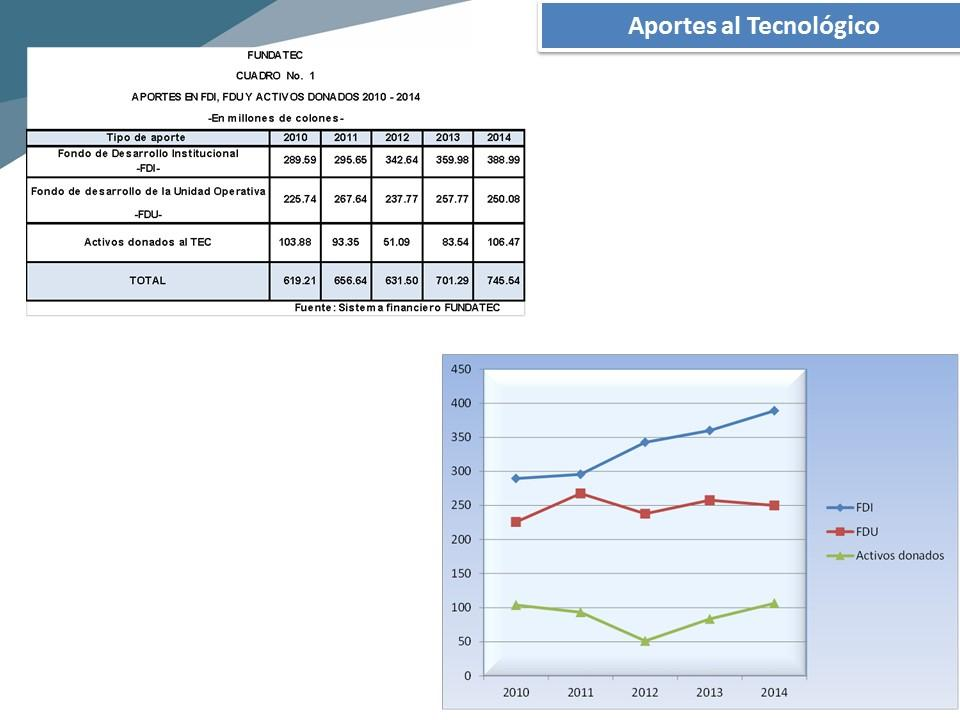 Aportes al Tecnológico
FUNDATEC
CUADRO No. 1
APORTES EN FDI, FDU Y ACTIVOS DONADOS 2010 - 2014
-En millones de colones-
Tipo de aporte 2010 2011 2012 2013 2014
Fondo de Desarrollo Institucional
-FDI- 289.59 295.65 342.64 359.98 388.99
Fondo de desarrollo de la Unidad Operativa
-FDU- 225.74 267.64 237.77 257.77 250.08
Activos donados al TEC 103.88 93.35 51.09 83.54 106.47
TOTAL 619.21 656.64 631.50 701.29 745.54
Fuente: Sistema financiero FUNDATEC
450
400
350
300
250
200
150
100
50
0
2010 2011 2012 2013 2014
FDI
FDU
Activos donados